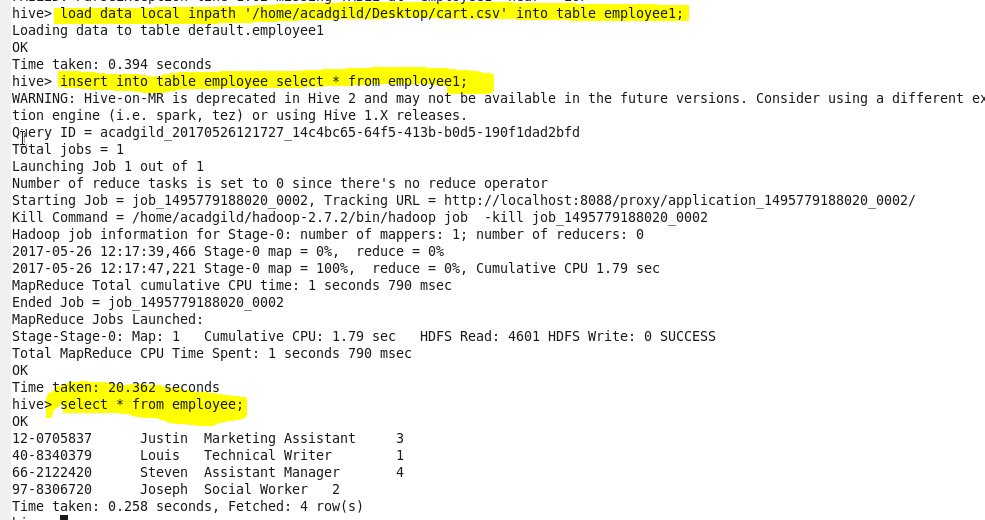 hive> load data local inpath '/home/acadgild/Desktop/cart.csv' into table employee1;
Loading data to table default.employee1
OK
Time taken: 0.394 seconds
hive> insert into table employee select * from employee1;
WARNING: Hive-on-MR is deprecated in Hive 2 and may not be available in the future versions. Consider using a different ex
tion engine (i.e. spark, tez) or using Hive 1.X releases.
Query ID = acadgild_20170526121727_14c4bc65-64f5-413b-b0d5-190f1dad2bfd
Total jobs = 1
Launching Job 1 out of 1
Number of reduce tasks is set to 0 since there's no reduce operator
Starting Job = job_1495779188020_0002, Tracking URL = http://localhost:8088/proxy/application_1495779188020_0002/
Kill Command = /home/acadgild/hadoop-2.7.2/bin/hadoop job  -kill job_1495779188020_0002
Hadoop job information for Stage-0: number of mappers: 1; number of reducers: 0
2017-05-26 12:17:39,466 Stage-0 map = 0%,  reduce = 0%
2017-05-26 12:17:47,221 Stage-0 map = 100%,  reduce = 0%, Cumulative CPU 1.79 sec
MapReduce Total cumulative CPU time: 1 seconds 790 msec
Ended Job = job_1495779188020_0002
MapReduce Jobs Launched:
Stage-Stage-0: Map: 1   Cumulative CPU: 1.79 sec   HDFS Read: 4601 HDFS Write: 0 SUCCESS
Total MapReduce CPU Time Spent: 1 seconds 790 msec
OK
Time taken: 20.362 seconds
hive> select * from employee;
OK
12-0705837      Justin  Marketing Assistant     3
40-8340379      Louis   Technical Writer        1
66-2122420      Steven  Assistant Manager       4
97-8306720      Joseph  Social Worker   2
Time taken: 0.258 seconds, Fetched: 4 row(s)